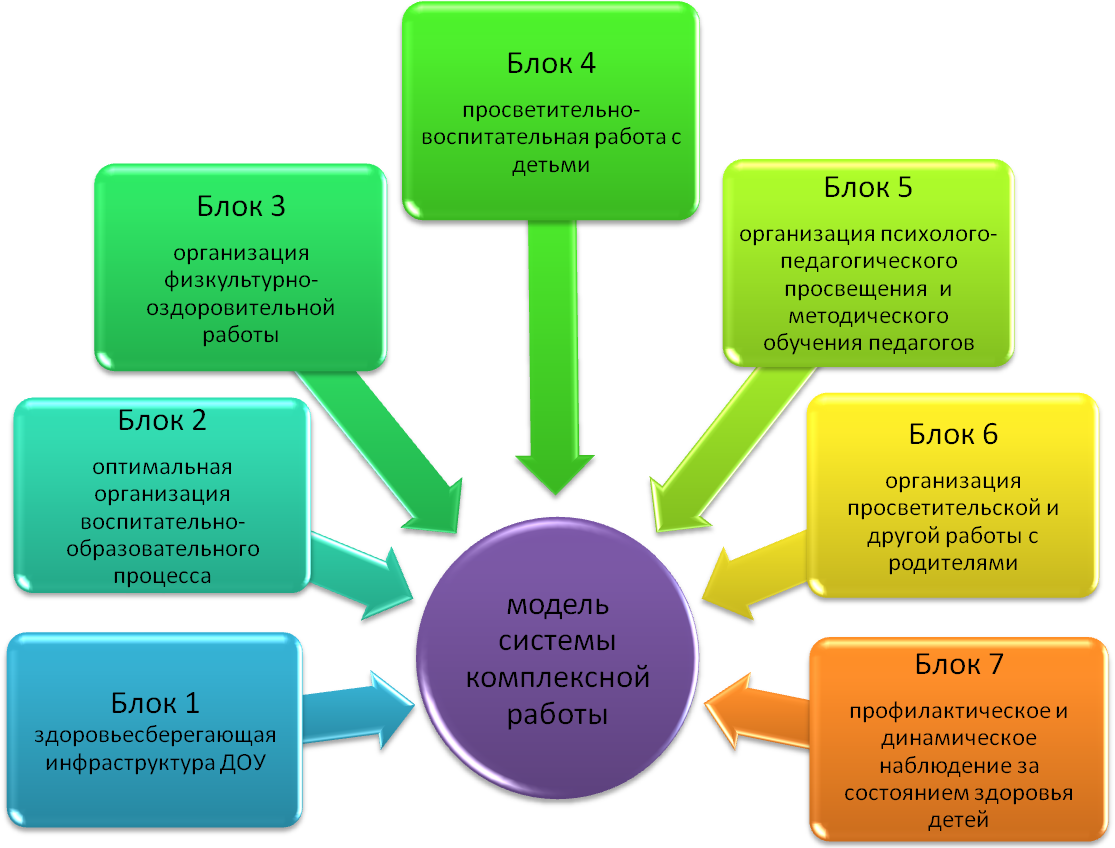 Блок 4
просветительно-
воспитательная работа с
детьми
Блок 3
организация
физкультурно-
оздоровительной
работы
Блок 5
организация психолого-
педагогического
просвещения и
методического
обучения педагогов
Блок 2
оптимальная
организация
воспитательно-
образовательного
процесса
Блок 6
организация
просветительской и
другой работы с
родителями
Блок 1
здоровьесберегающая
инфраструктура ДОУ
модель
системы
комплексной
работы
Блок 7
профилактическое и
динамическое
наблюдение за
состоянием здоровья
детей